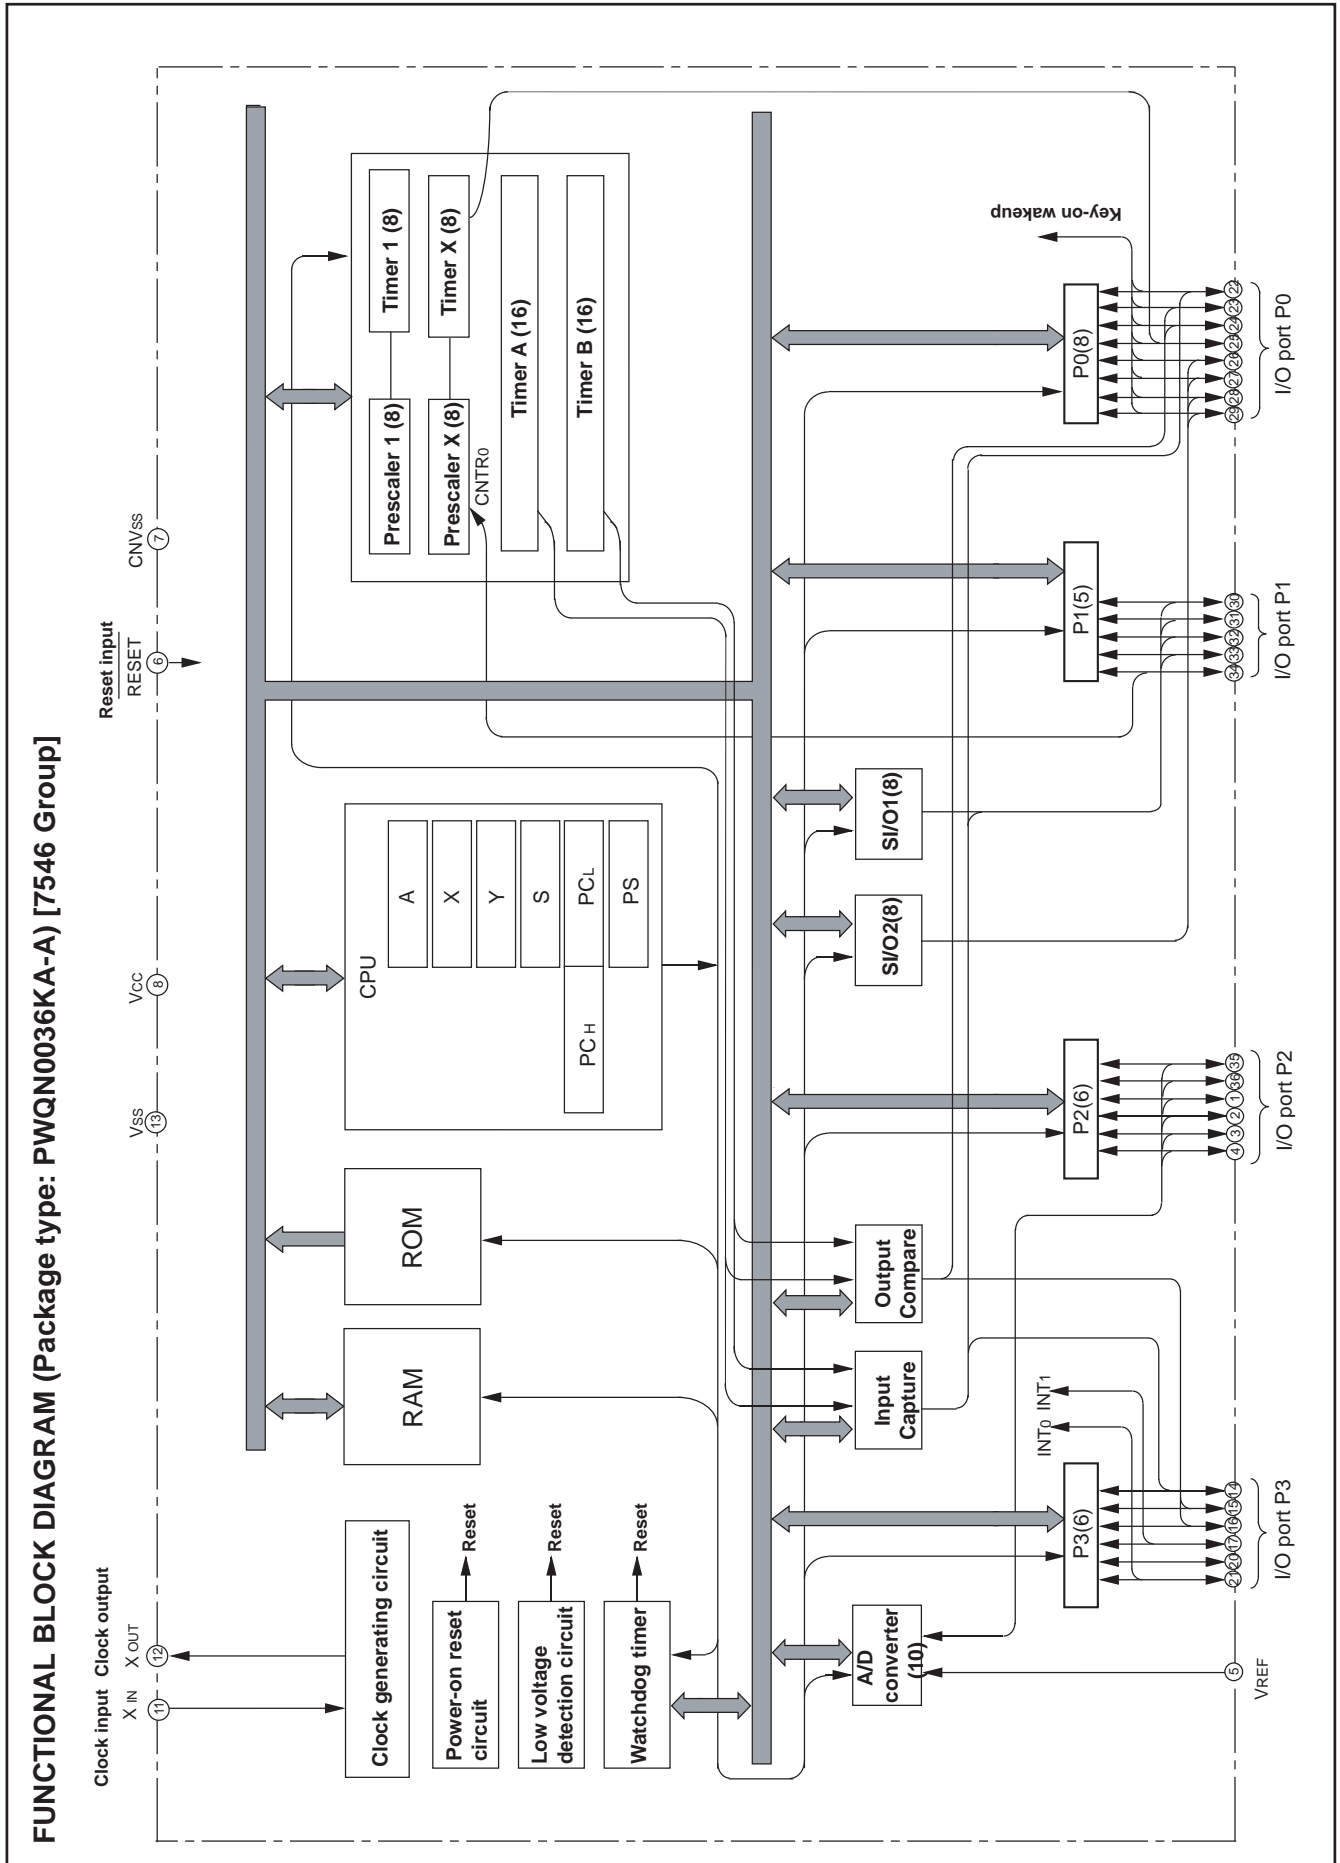 FUNCTIONAL BLOCK DIAGRAM (Package type: PWQN0036KA-A) [7546 Group]
Clock input Clock output
XIN XOUT
11 12
VSS
13
VCC
8
Reset input
RESET
6
CNVSS
7
Clock generating circuit
Power-on reset
circuit
Reset
Low voltage
detection circuit
Reset
Watchdog timer
Reset
RAM
ROM
CPU
A
X
Y
S
PCH PCL
PS
Prescaler 1 (8) Timer 1 (8)
Prescaler X (8) Timer X (8)
CNTR0
Timer A (16)
Timer B (16)
A/D
converter
(10)
Input
Capture
Output
Compare
SI/O2(8)
SI/O1(8)
INT0 INT1
Key-on wakeup
P3(6)
P2(6)
P1(5)
P0(8)
5
VREF
21 20 17 16 15 14
I/O port P3
4 3 2 1 36 35
I/O port P2
34 33 32 31 30
I/O port P1
29 28 27 26 25 24 23 22
I/O port P0